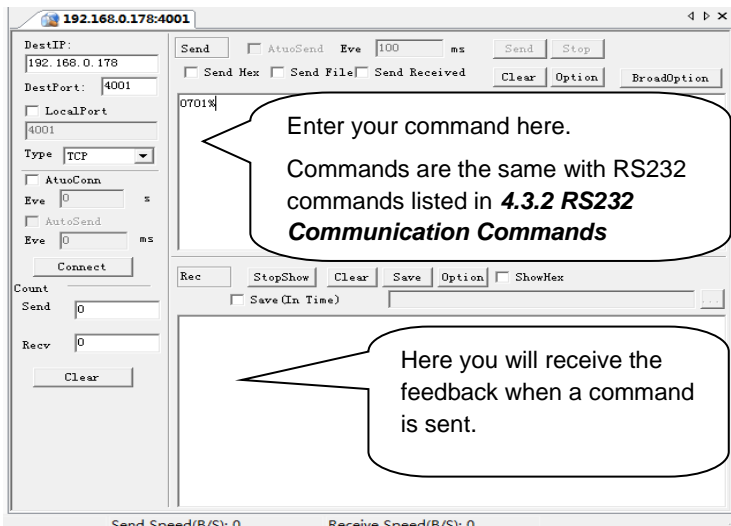 192.168.0.178:4001
DestIP:
192.168.0.178
DestPort: 4001
LocalPort
4001
Type TCP
AtuoConn
Eve 0 s
AutoSend
Eve 0 ms
Connect
Count
Send 0
Recv 0
Clear
Send AtuoSend Eve 100 ms Send Stop
Send Hex Send File Send Received Clear Option BroadOption
0701%
Enter your command here.
Commands are the same with RS232
commands listed in 4.3.2 RS232
Communication Commands
Rec StopShow Clear Save Option ShowHex
Save(In Time) ...
Here you will receive the
feedback when a command
is sent.
Send Speed(B/S): 0 Receive Speed(B/S): 0